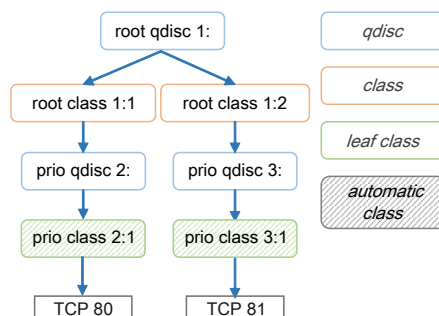 root qdisc 1:
qdisc
root class 1:1
root class 1:2
class
prio qdisc 2:
prio qdisc 3:
leaf class
prio class 2:1
prio class 3:1
automatic
class
TCP 80
TCP 81